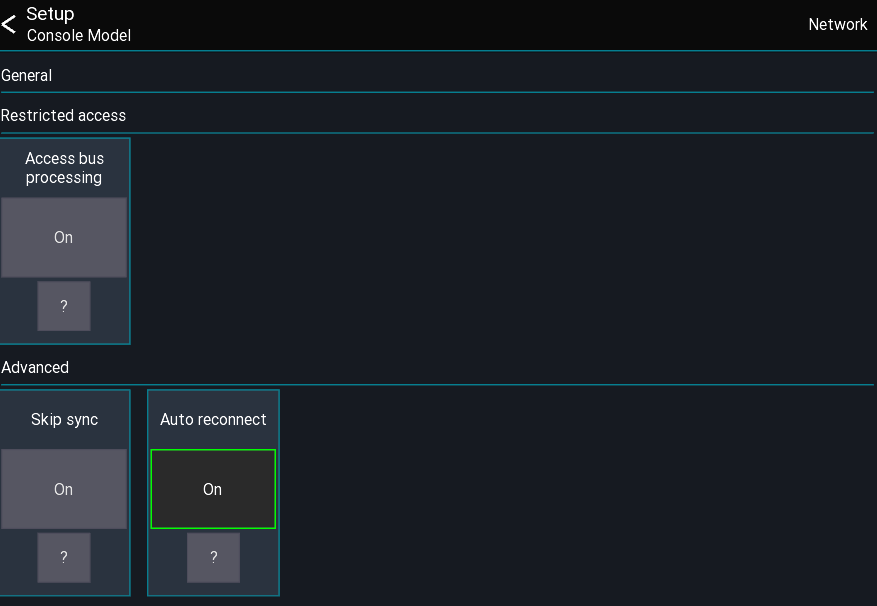 Setup
Console Model
Network
General
Restricted access
Access bus
processing
On
?
Advanced
Skip sync
Auto reconnect
On
On
?
?